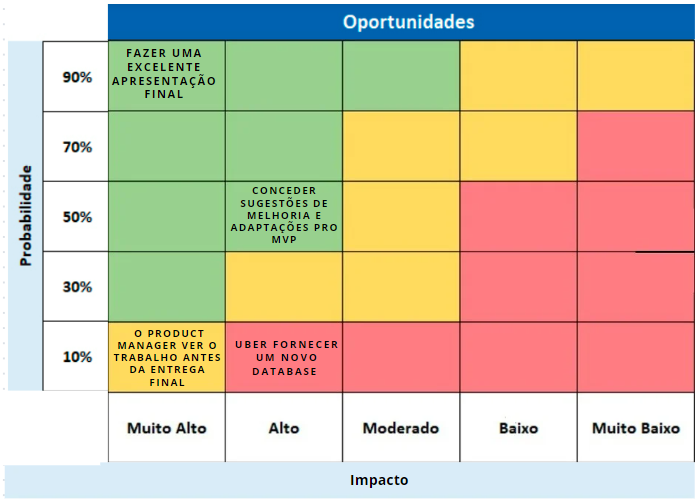 Oportunidades
Probabilidade
90%
FAZER UMA
EXCELENTE
APRESENTAÇÃO
FINAL
70%
50%
CONCEDER
SUGESTÕES DE
MELHORIA E
ADAPTAÇÕES PRO
MVP
30%
10%
O PRODUCT
MANAGER VER O
TRABALHO ANTES
DA ENTREGA
FINAL
UBER FORNECER
UM NOVO
DATABASE
Muito Alto
Alto
Moderado
Baixo
Muito Baixo
Impacto